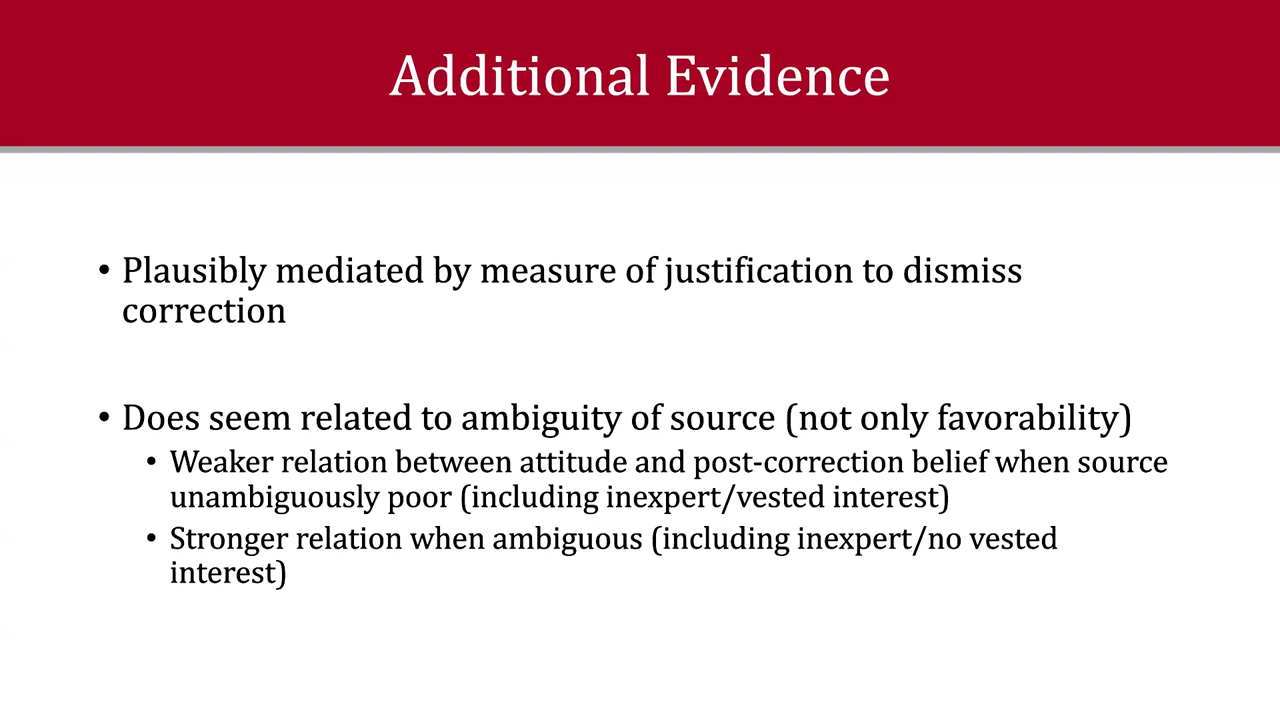 Additional Evidence
• Plausibly mediated by measure of justification to dismiss
correction
• Does seem related to ambiguity of source (not only favorability)
• Weaker relation between attitude and post-correction belief when source
unambiguously poor (including inexpert/vested interest)
• Stronger relation when ambiguous (including inexpert/no vested
interest)